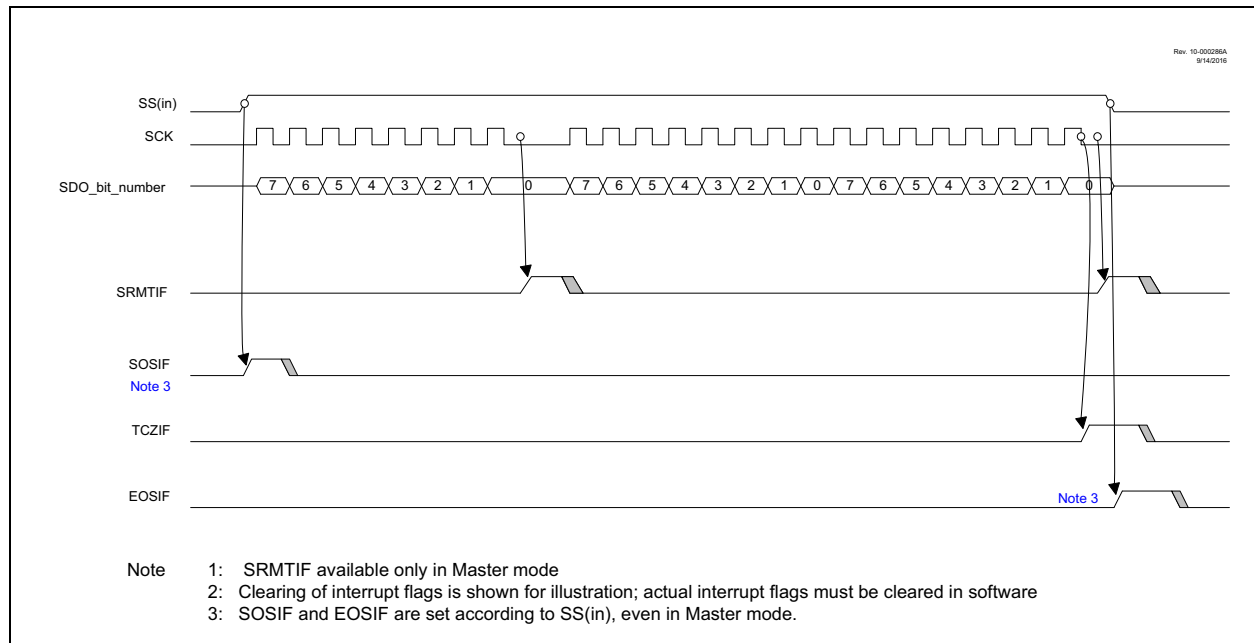 Rev. 10-000286A
9/14/2016
SS(in)
SCK
SDO_bit_number
7 6 5 4 3 2 1 0 7 6 5 4 3 2 1 0 7 6 5 4 3 2 1 0
SRMTIF
SOSIF
Note 3
TCZIF
EOSIF
Note 3
Note 1: SRMTIF available only in Master mode
2: Clearing of interrupt flags is shown for illustration; actual interrupt flags must be cleared in software
3: SOSIF and EOSIF are set according to SS(in), even in Master mode.